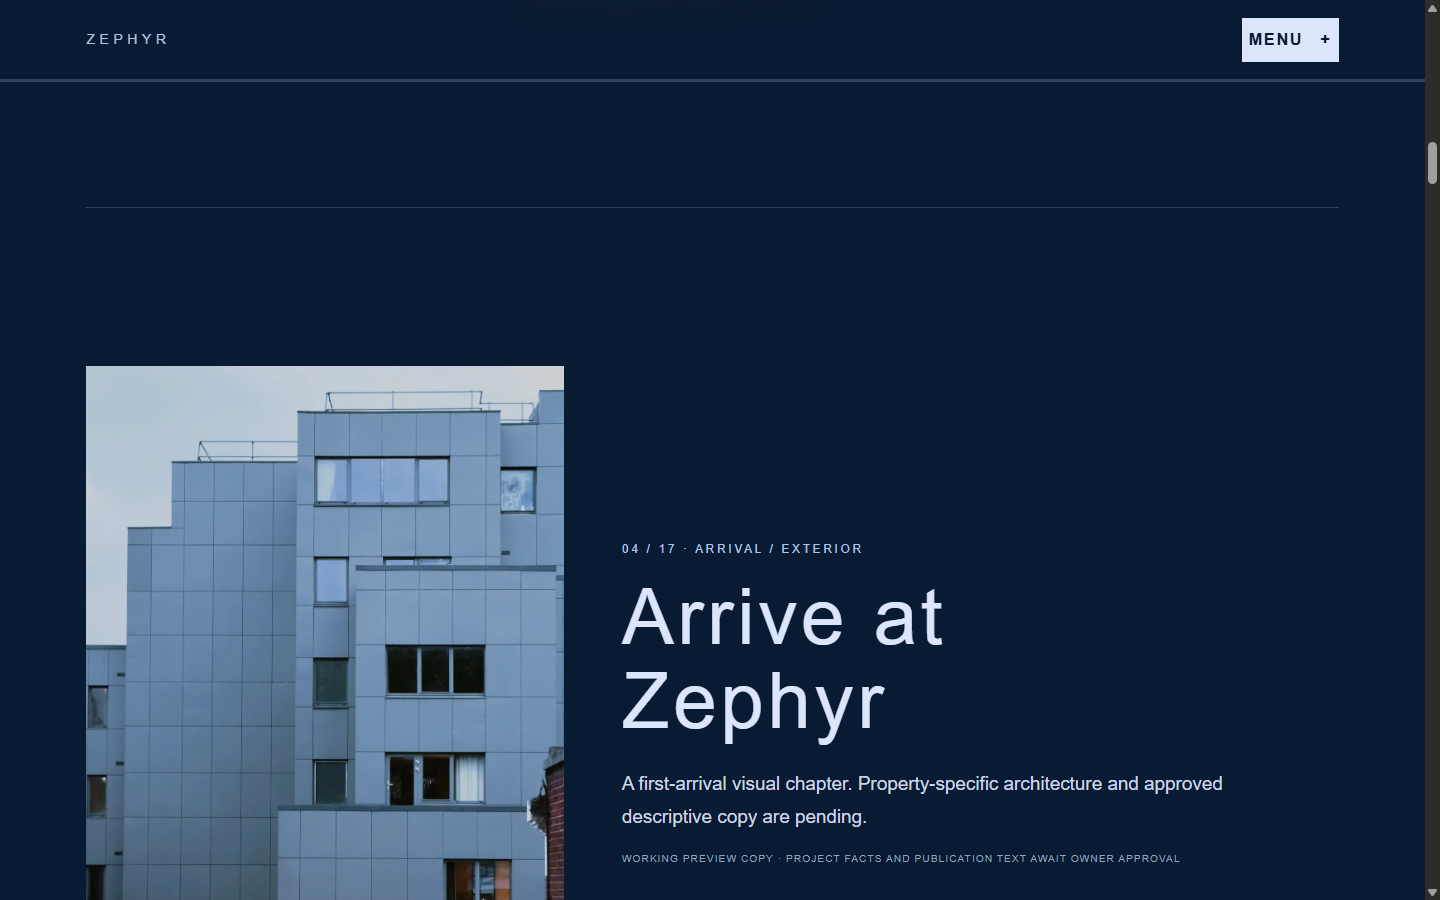 ZEPHYR
MENU +
04 / 17 · ARRIVAL / EXTERIOR
Arrive at
Zephyr
A first-arrival visual chapter. Property-specific architecture and approved
descriptive copy are pending.
WORKING PREVIEW COPY · PROJECT FACTS AND PUBLICATION TEXT AWAIT OWNER APPROVAL